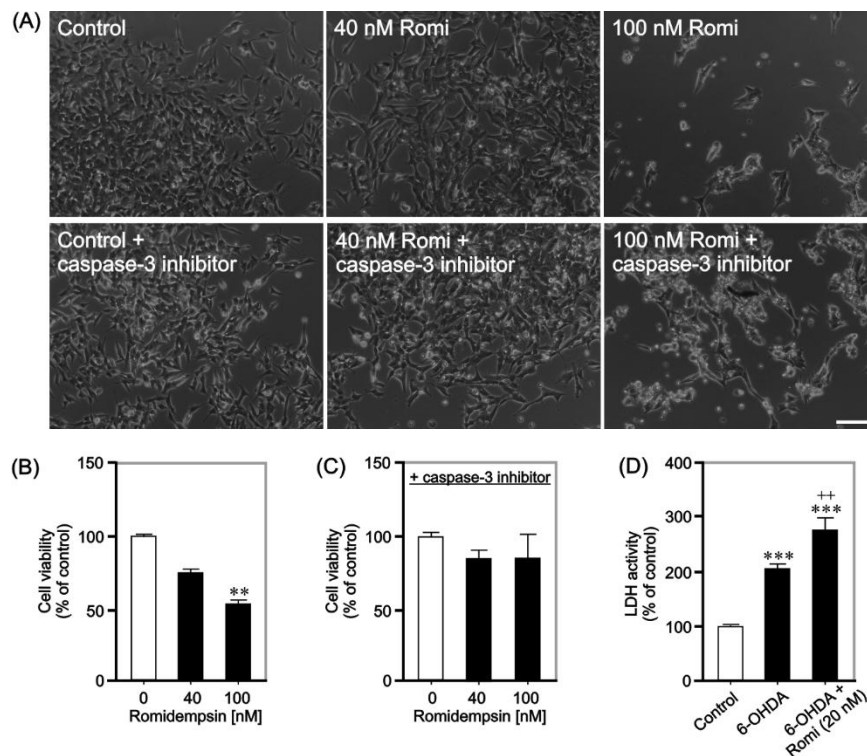 (A)
Control
40 nM Romi
100 nM Romi
Control +
caspase-3 inhibitor
40 nM Romi +
caspase-3 inhibitor
100 nM Romi +
caspase-3 inhibitor
(B)
150
100
50
0
Cell viability
(% of control)
**
0 40 100
Romidempsin [nM]
(C)
150
100
50
0
Cell viability
(% of control)
+ caspase-3 inhibitor
0 40 100
Romidempsin [nM]
(D)
400
300
200
100
0
LDH activity
(% of control)
***
++
***
Control
6-OHDA
6-OHDA +
Romi (20 nM)